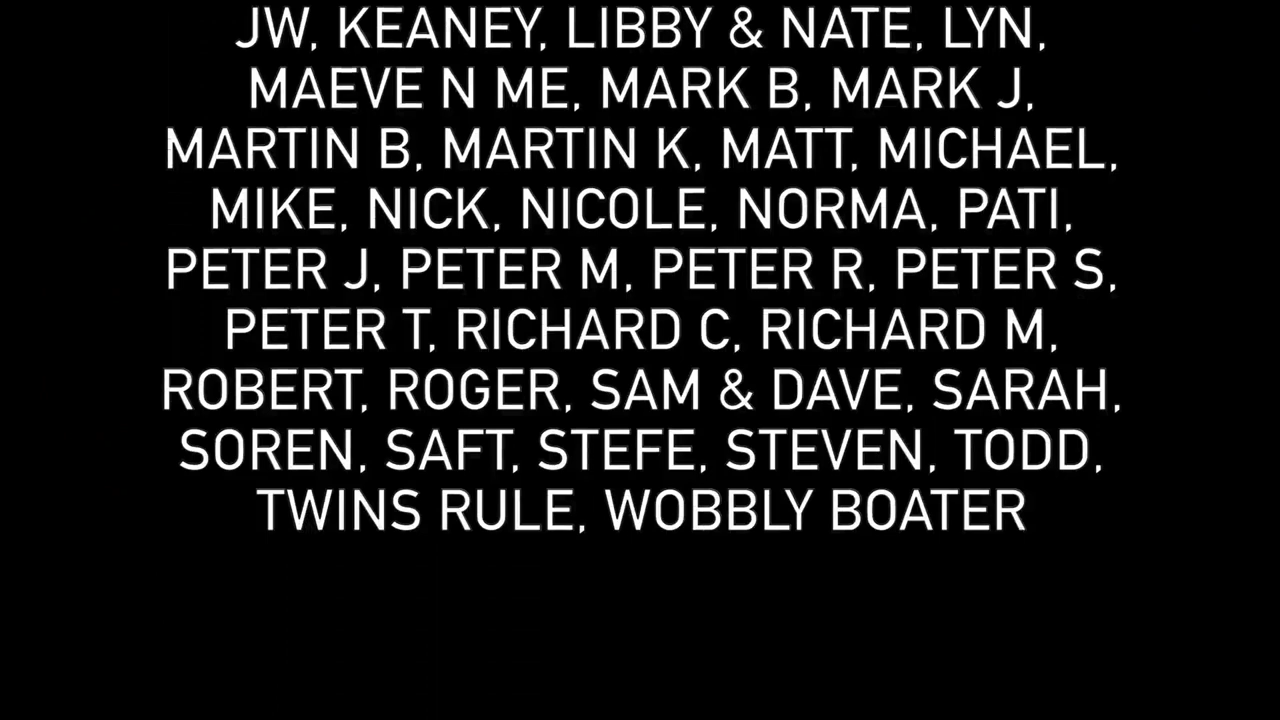 JW, KEANEY, LIBBY & NATE, LYN,
MAEVE N ME, MARK B, MARK J,
MARTIN B, MARTIN K, MATT, MICHAEL,
MIKE, NICK, NICOLE, NORMA, PATI,
PETER J, PETER M, PETER R, PETER S,
PETER T, RICHARD C, RICHARD M,
ROBERT, ROGER, SAM & DAVE, SARAH,
SOREN, SAFT, STEFE, STEVEN, TODD,
TWINS RULE, WOBBLY BOATER